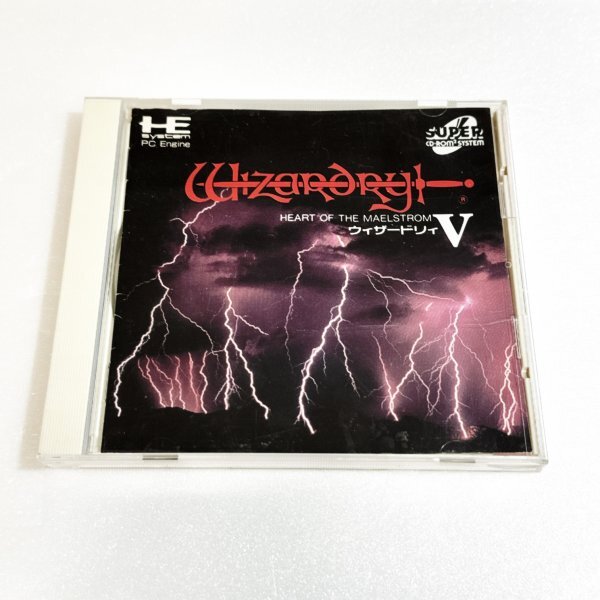 HE
system
PC Engine
SUPER
CD-ROM² SYSTEM
Wizardry®
HEART OF THE MAELSTROM
ウィザードリィ V